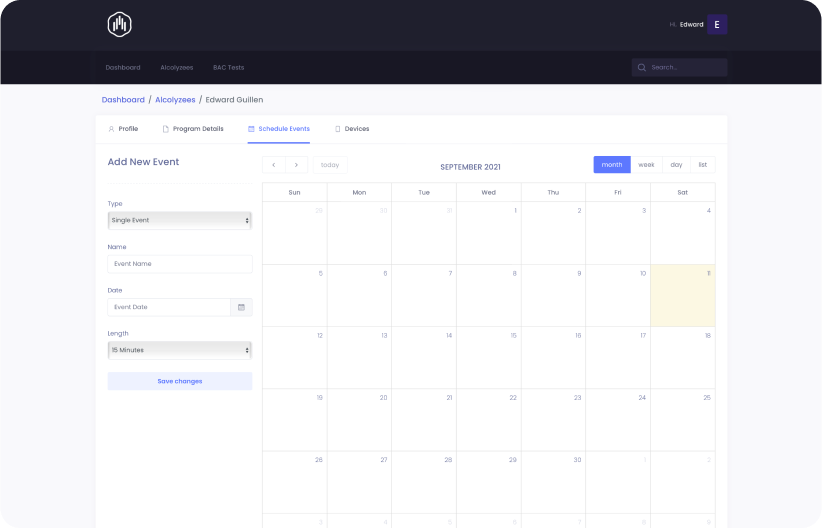 Hi, Edward E
Dashboard Alcolyzees BAC Tests Search...
Dashboard / Alcolyzees / Edward Guillen
Profile Program Details Schedule Events Devices
Add New Event
Type
Single Event
Name
Event Name
Date
Event Date
Length
15 Minutes
Save changes
today SEPTEMBER 2021 month week day list
Sun Mon Tue Wed Thu Fri Sat
29 30 31 1 2 3 4
5 6 7 8 9 10 11
12 13 14 15 16 17 18
19 20 21 22 23 24 25
26 27 28 29 30 1 2
3 4 5 6 7 8 9